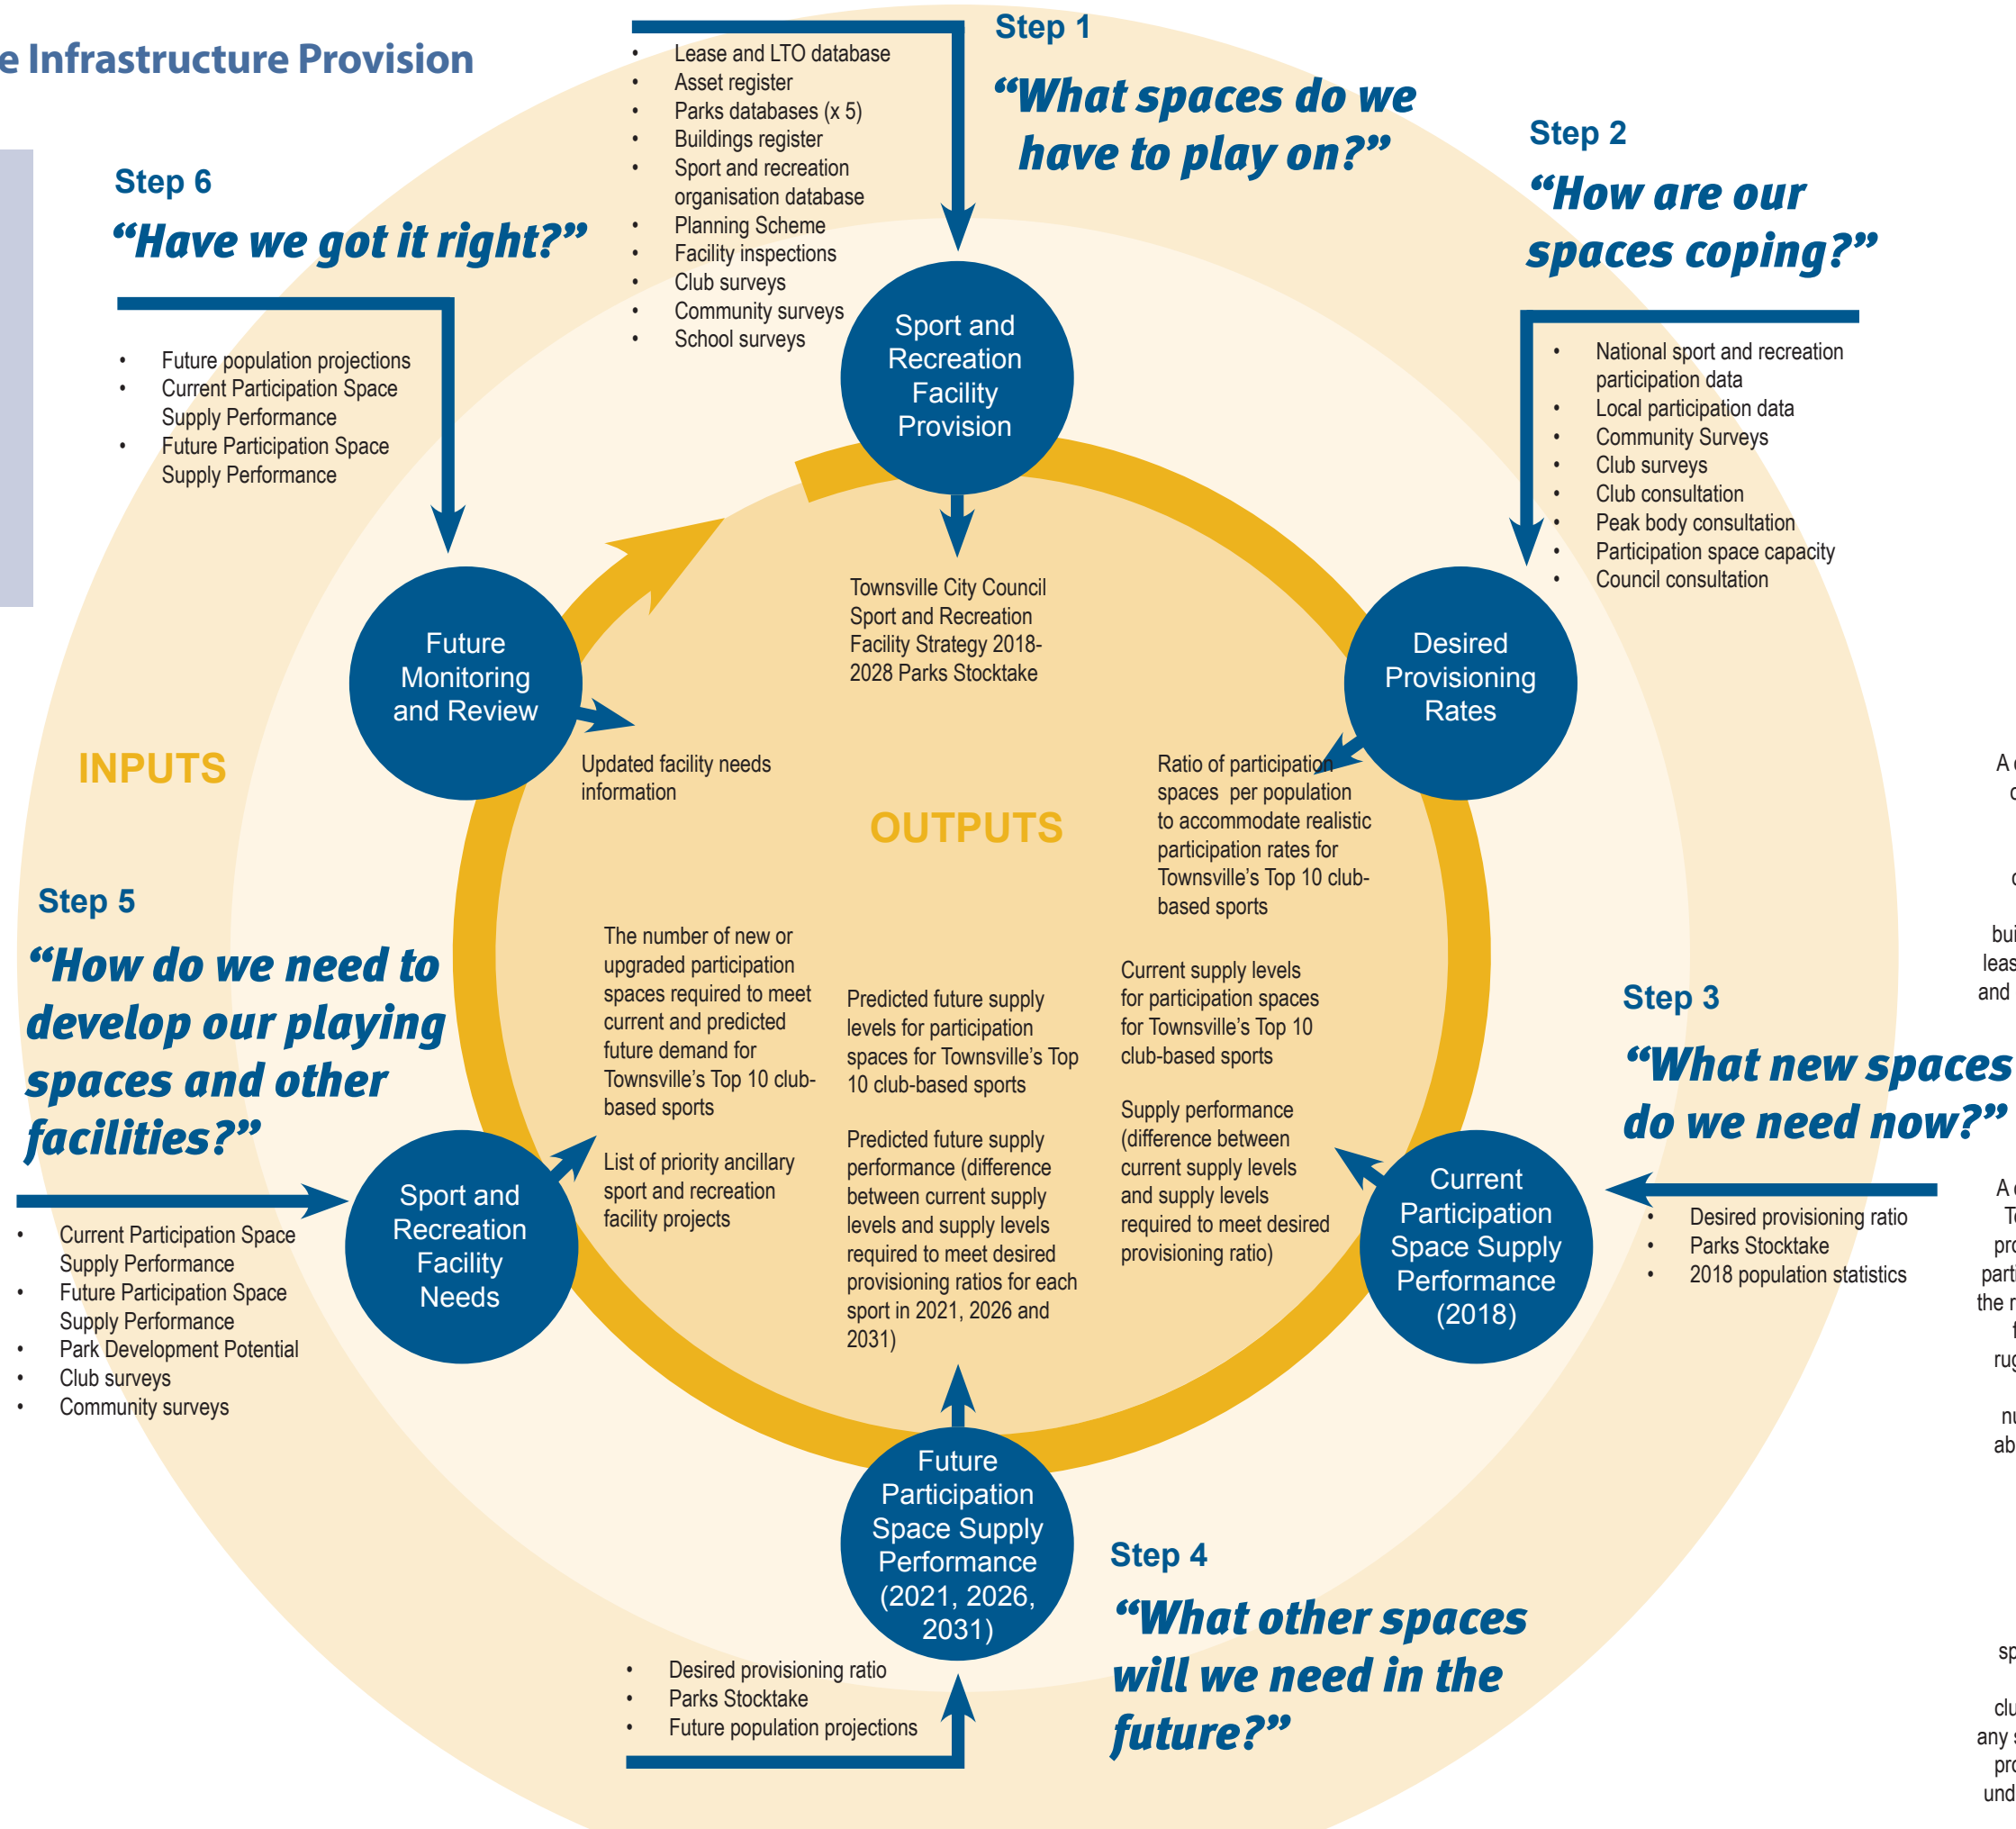 e Infrastructure Provision
Step 1
“What spaces do we
have to play on?”
• Lease and LTO database
• Asset register
• Parks databases (x 5)
• Buildings register
• Sport and recreation
organisation database
• Planning Scheme
• Facility inspections
• Club surveys
• Community surveys
• School surveys
Sport and
Recreation
Facility
Provision
Townsville City Council
Sport and Recreation
Facility Strategy 2018-
2028 Parks Stocktake
Step 2
“How are our
spaces coping?”
• National sport and recreation
participation data
• Local participation data
• Community Surveys
• Club surveys
• Club consultation
• Peak body consultation
• Participation space capacity
• Council consultation
Desired
Provisioning
Rates
Ratio of participation
spaces per population
to accommodate realistic
participation rates for
Townsville’s Top 10 club-
based sports
Step 3
“What new spaces
do we need now?”
• Desired provisioning ratio
• Parks Stocktake
• 2018 population statistics
Current
Participation
Space Supply
Performance
(2018)
Current supply levels
for participation spaces
for Townsville’s Top 10
club-based sports
Supply performance
(difference between
current supply levels
and supply levels
required to meet desired
provisioning ratio)
Step 4
“What other spaces
will we need in the
future?”
• Desired provisioning ratio
• Parks Stocktake
• Future population projections
Future
Participation
Space Supply
Performance
(2021, 2026,
2031)
Predicted future supply
levels for participation
spaces for Townsville’s Top
10 club-based sports
Predicted future supply
performance (difference
between current supply
levels and supply levels
required to meet desired
provisioning ratios for each
sport in 2021, 2026 and
2031)
Step 5
“How do we need to
develop our playing
spaces and other
facilities?”
• Current Participation Space
Supply Performance
• Future Participation Space
Supply Performance
• Park Development Potential
• Club surveys
• Community surveys
Sport and
Recreation
Facility
Needs
The number of new or
upgraded participation
spaces required to meet
current and predicted
future demand for
Townsville’s Top 10 club-
based sports
List of priority ancillary
sport and recreation
facility projects
Step 6
“Have we got it right?”
• Future population projections
• Current Participation Space
Supply Performance
• Future Participation Space
Supply Performance
Future
Monitoring
and Review
Updated facility needs
information
INPUTS
OUTPUTS
A
bui
leas
and
A
To
pro
parti
the r
rug
nu
ab
sp
clu
any s
pro
und